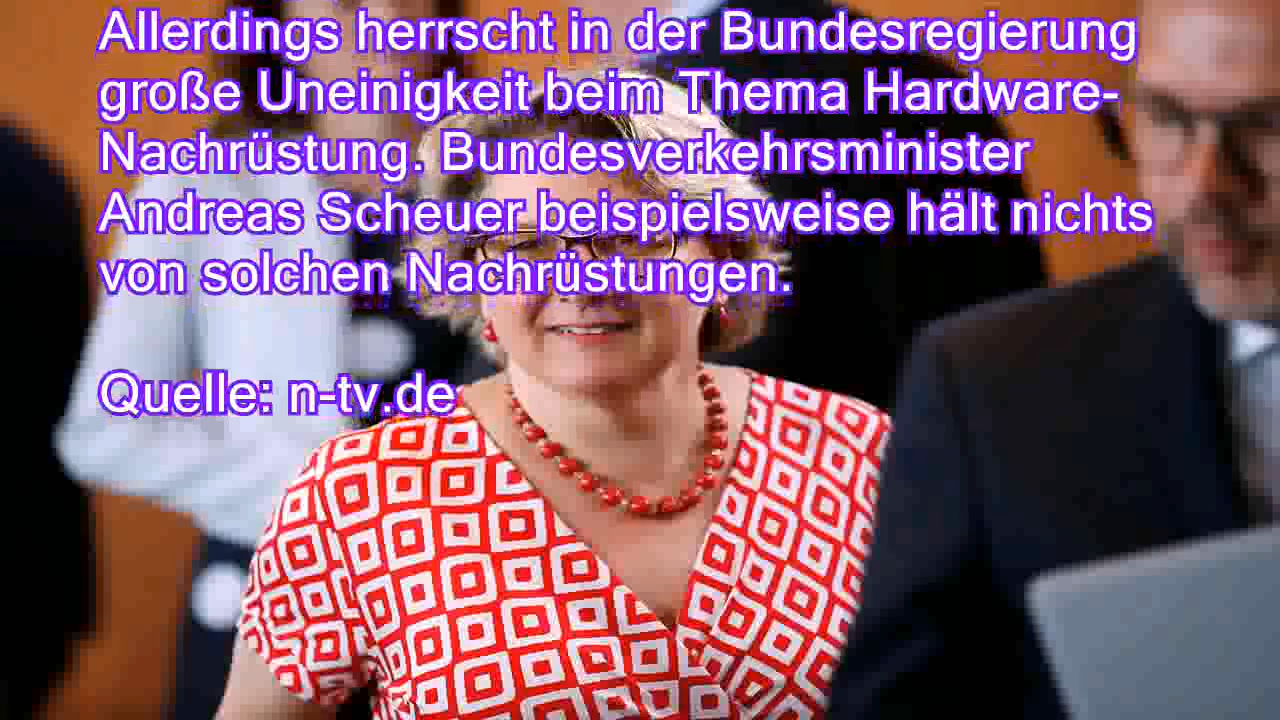 Allerdings herrscht in der Bundesregierung
große Uneinigkeit beim Thema Hardware-
Nachrüstung. Bundesverkehrsminister
Andreas Scheuer beispielsweise hält nichts
von solchen Nachrüstungen.
Quelle: n-tv.de